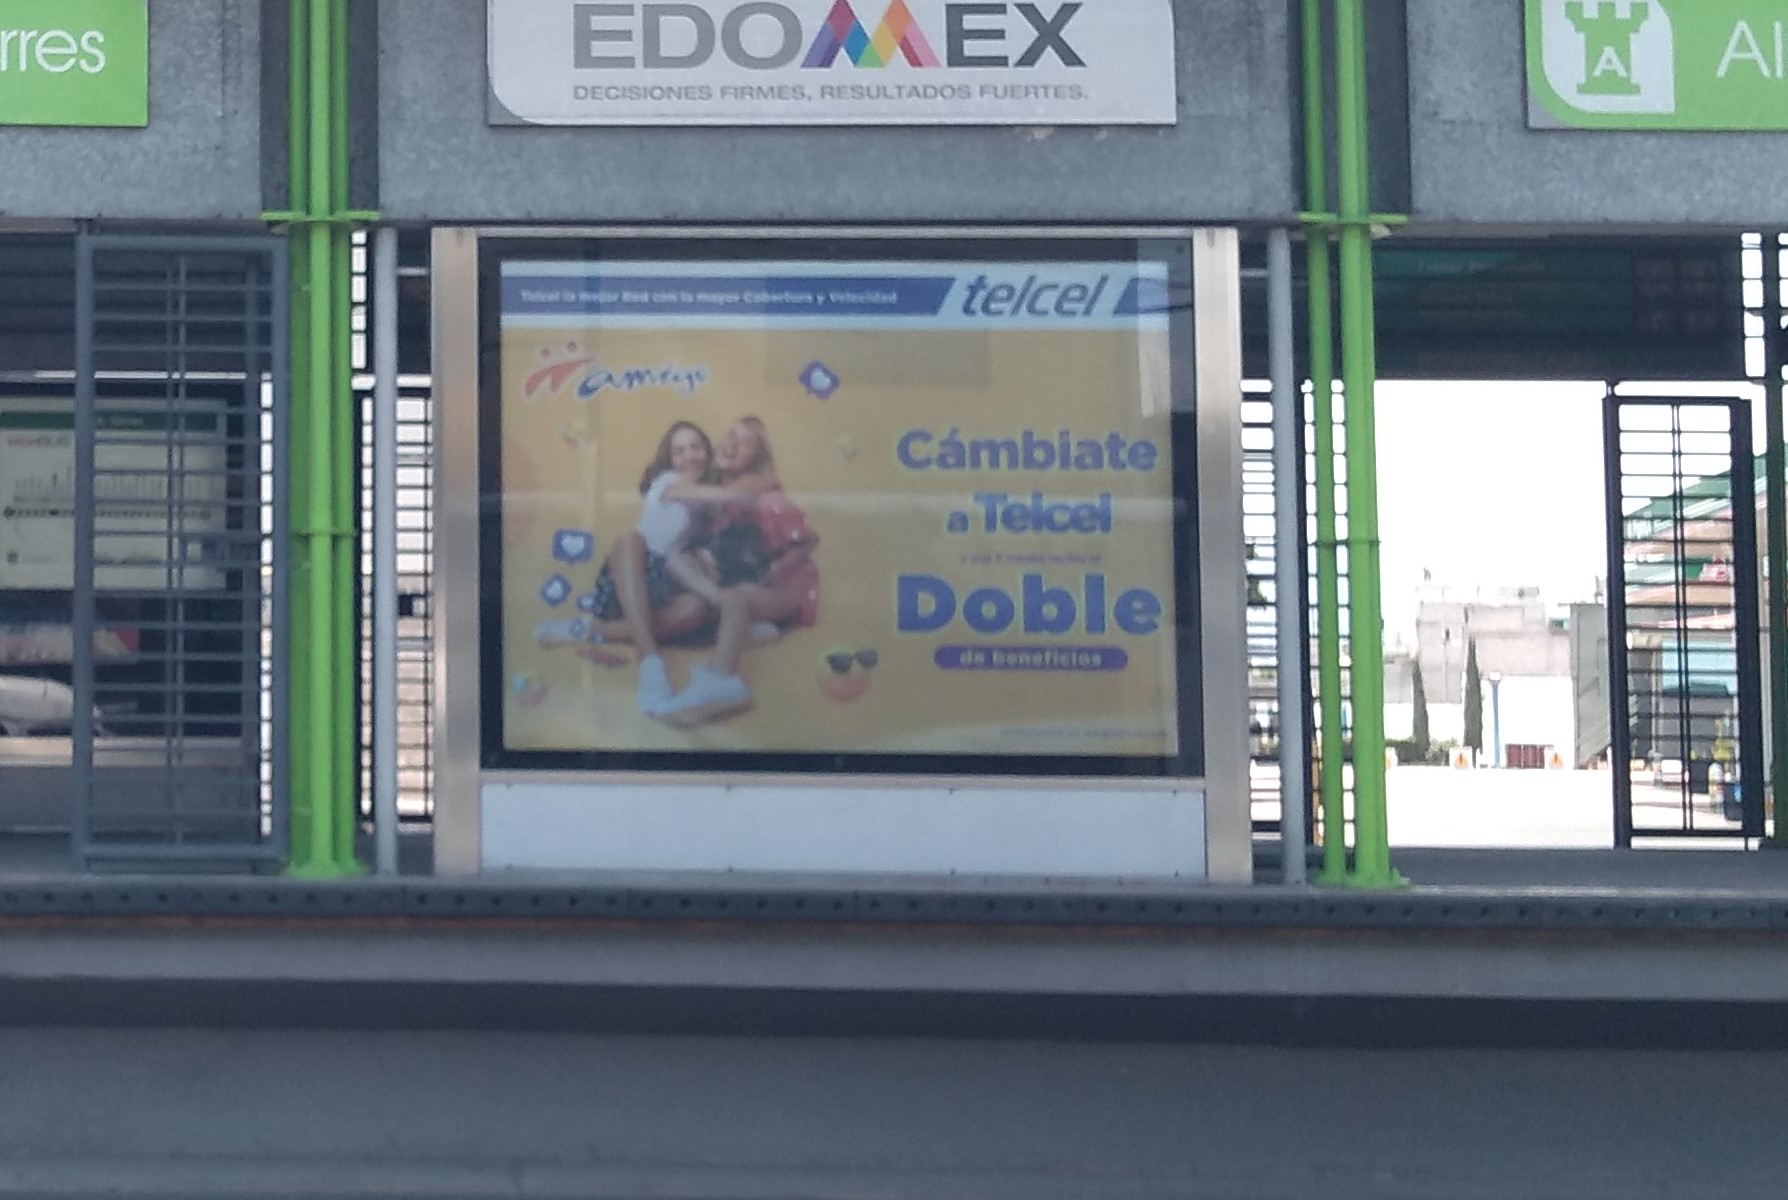 rres
EDOMEX
DECISIONES FIRMES, RESULTADOS FUERTES.
A
Al
Telcel la mejor Red con la mayor Cobertura y Velocidad
telcel
amigo
Cámbiate
a Telcel
Doble
de beneficios
MEXIBUS